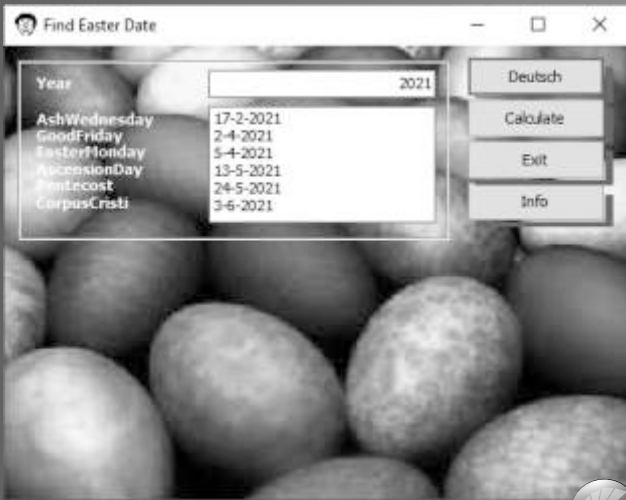 Find Easter Date
Year 2021 Deutsch
AshWednesday 17-2-2021 Calculate
GoodFriday 2-4-2021
EasterMonday 5-4-2021 Exit
AscensionDay 13-5-2021
Pentecost 24-5-2021
CorpusCristi 3-6-2021 Info